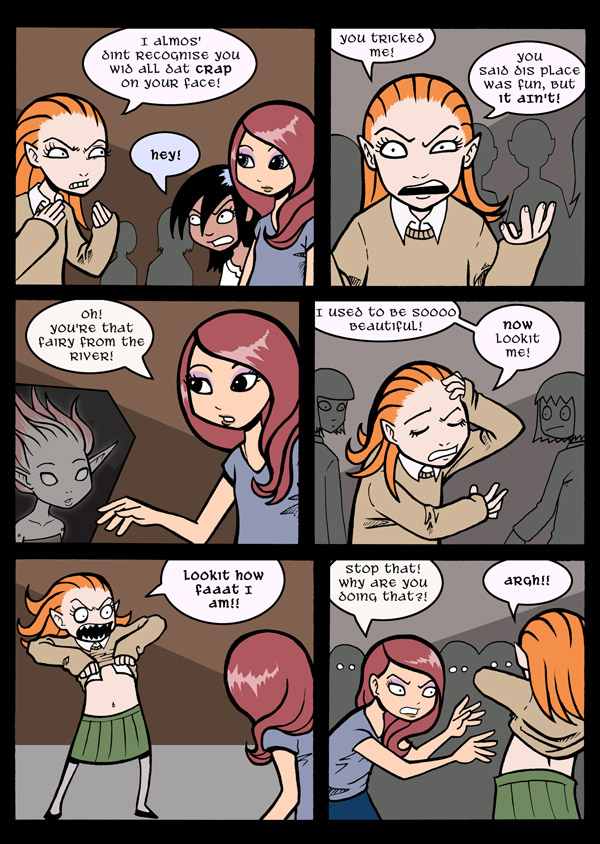 I almos'
dint recognise you
wid all dat crap
on your face!
hey!
you tricked
me!
you
said dis place
was fun, but
it ain't!
oh!
you're that
fairy from the
river!
I used to be soooo
beautiful!
now
lookit
me!
Lookit how
faaat I
am!!
stop that!
why are you
doing that?!
argh!!